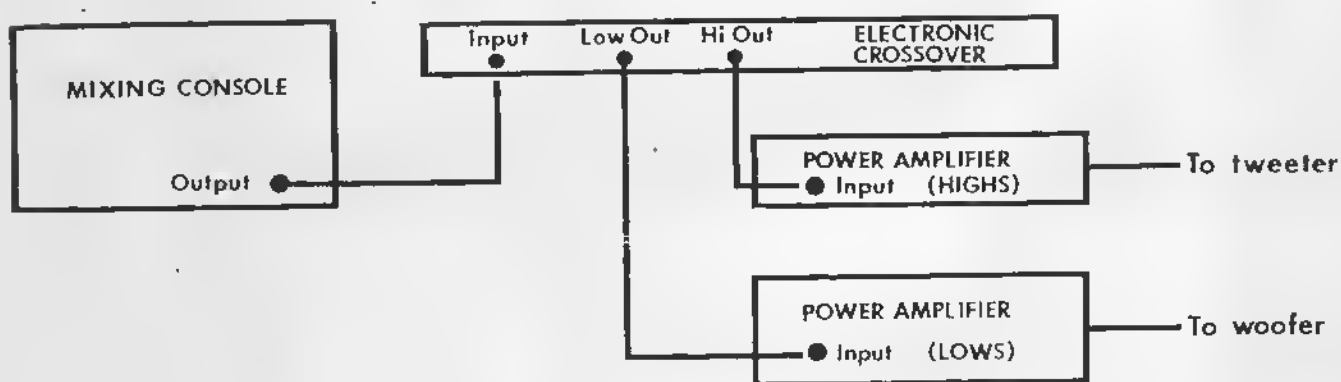 MIXING CONSOLE
Output
Input
Low Out
Hi Out
ELECTRONIC
CROSSOVER
POWER AMPLIFIER
Input (HIGHS)
To tweeter
POWER AMPLIFIER
Input (LOWS)
To woofer